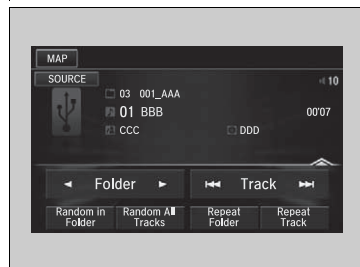 MAP
SOURCE
10
03 001_AAA
01 BBB
00'07
CCC
DDD
Folder
Track
Random in Folder
Random All Tracks
Repeat Folder
Repeat Track